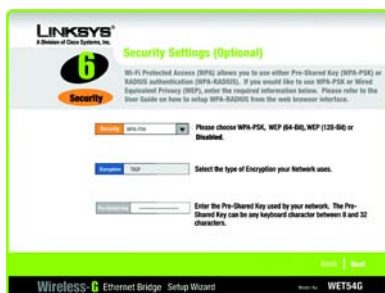 LINKSYS®
A Division of Cisco Systems, Inc.
6
Security
Security Settings (Optional)
Wi-Fi Protected Access (WPA) allows you to use either Pre-Shared Key (WPA-PSK) or
RADIUS authentication (WPA-RADIUS). If you would like to use WPA-PSK or Wired
Equivalent Privacy (WEP), enter the required information below. Please refer to the
User Guide on how to setup WPA-RADIUS from the web browser interface.
Security WPA-PSK
Please choose WPA-PSK, WEP (64-Bit), WEP (128-Bit) or
Disabled.
Encryption TKIP
Select the type of Encryption your Network uses.
Pre-Shared Key
Enter the Pre-Shared Key used by your network. The Pre-
Shared Key can be any keyboard character between 8 and 32
characters.
Back Next
Wireless-G Ethernet Bridge Setup Wizard
Model No. WET54G